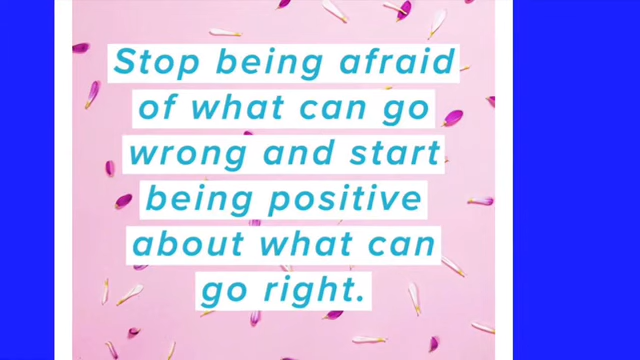 Stop being afraid
of what can go
wrong and start
being positive
about what can
go right.